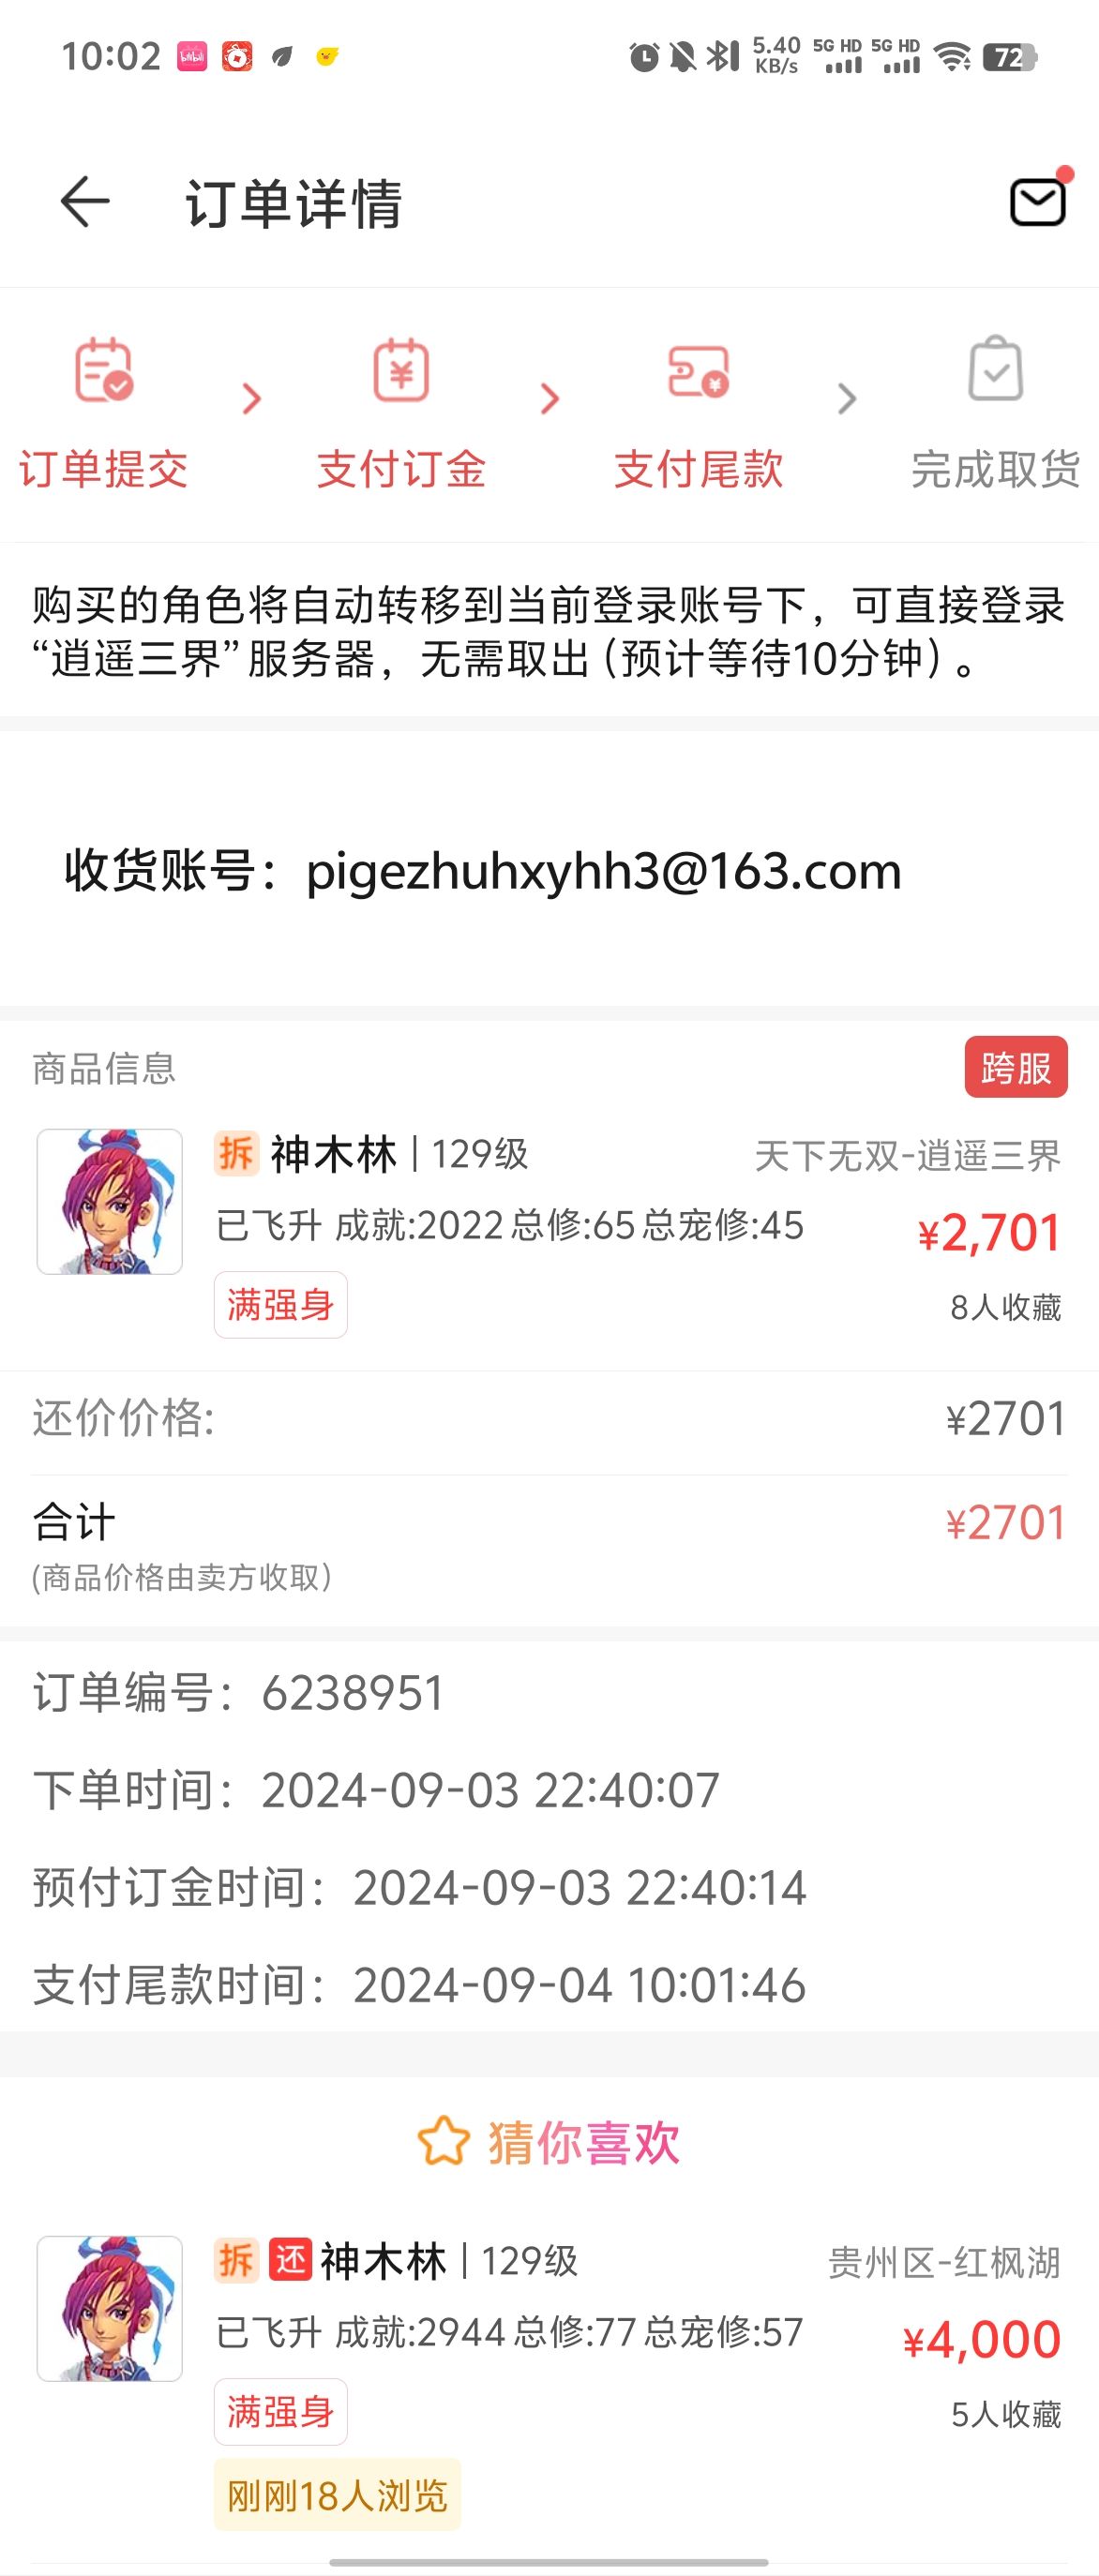 10:02 bilibili 5.40 KB/s 5G HD 5G HD 72
订单详情
订单提交 支付订金 支付尾款 完成取货
购买的角色将自动转移到当前登录账号下，可直接登录
“逍遥三界”服务器，无需取出（预计等待10分钟）。
收货账号：pigezhuhxyhh3@163.com
商品信息 跨服
拆 神木林 | 129级 天下无双-逍遥三界
已飞升 成就:2022 总修:65 总宠修:45 ¥2,701
满强身 8人收藏
还价价格: ¥2701
合计 ¥2701
(商品价格由卖方收取)
订单编号：6238951
下单时间：2024-09-03 22:40:07
预付订金时间：2024-09-03 22:40:14
支付尾款时间：2024-09-04 10:01:46
猜你喜欢
拆 还 神木林 | 129级 贵州区-红枫湖
已飞升 成就:2944 总修:77 总宠修:57 ¥4,000
满强身 5人收藏
刚刚18人浏览